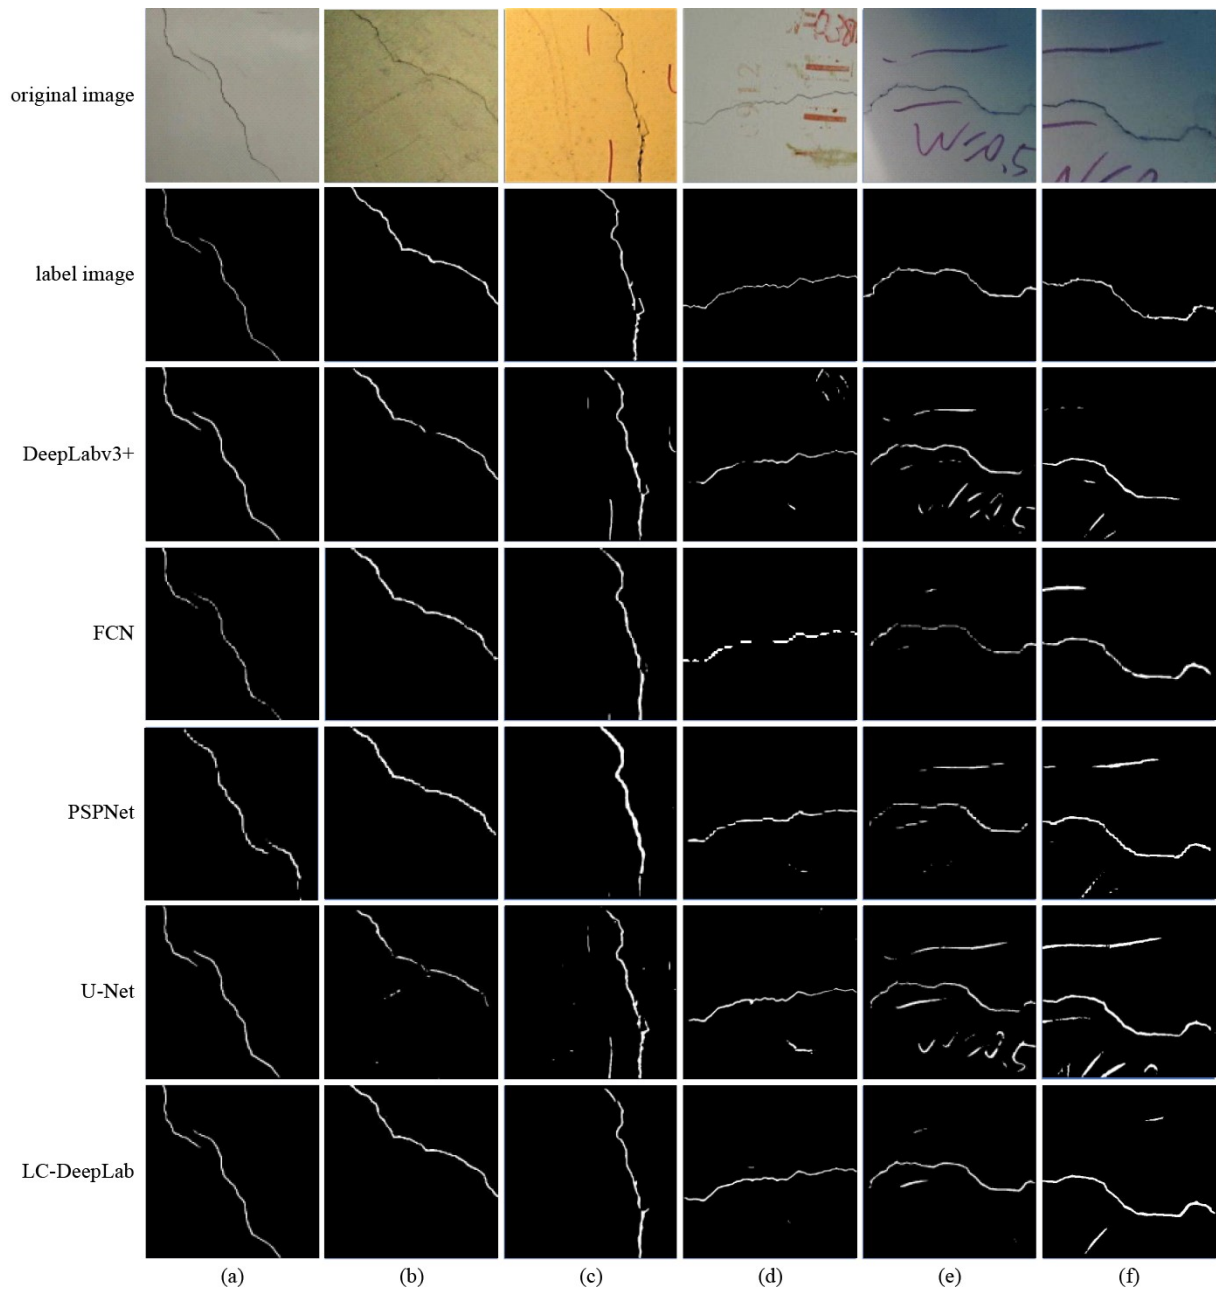 original image
label image
DeepLabv3+
FCN
PSPNet
U-Net
LC-DeepLab
W=0.5
(a) (b) (c) (d) (e) (f)